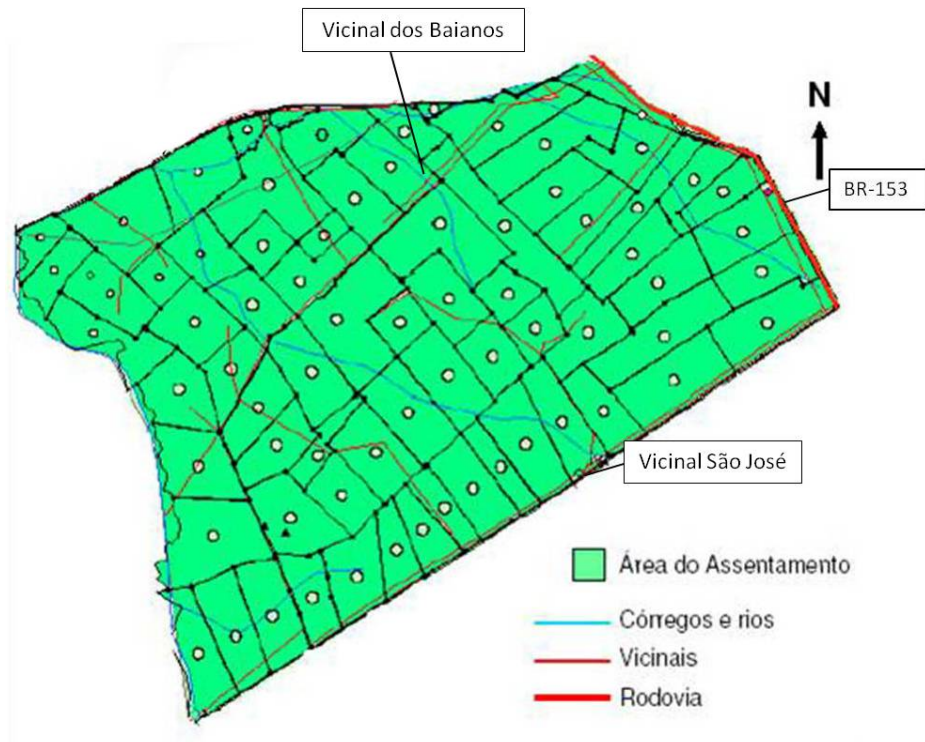 Vicinal dos Baianos
N
BR-153
Vicinal São José
Área do Assentamento
Córregos e rios
Vicinais
Rodovia